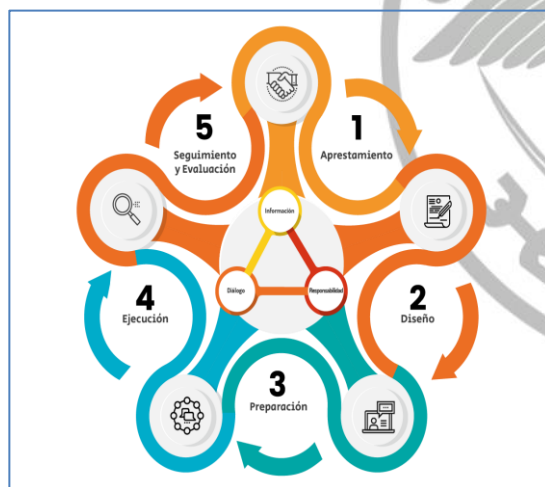 1
Aprestamiento
2
Diseño
3
Preparación
4
Ejecución
5
Seguimiento
y Evaluación
Información
Diálogo
Responsabilidad